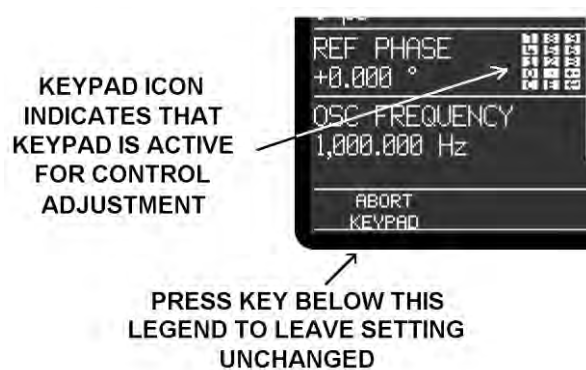 KEYPAD ICON
INDICATES THAT
KEYPAD IS ACTIVE
FOR CONTROL
ADJUSTMENT
REF PHASE
+0.000 °
OSC FREQUENCY
1,000.000 Hz
ABORT
KEYPAD
PRESS KEY BELOW THIS
LEGEND TO LEAVE SETTING
UNCHANGED